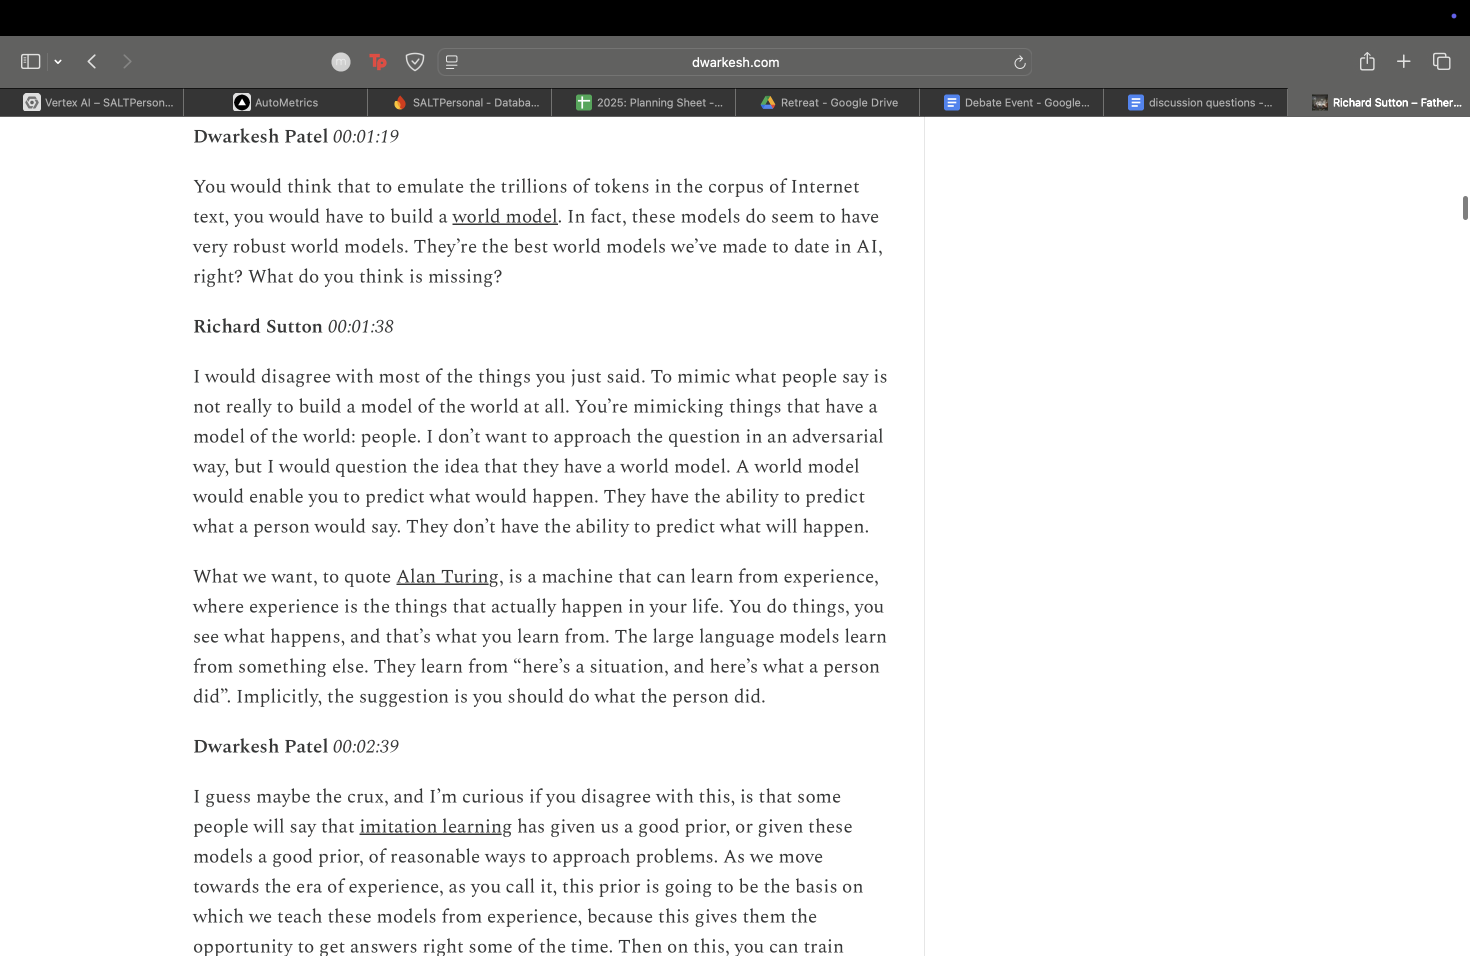 dwarkesh.com
Vertex AI – SALTPerson...
AutoMetrics
SALTPersonal - Databa...
2025: Planning Sheet -...
Retreat - Google Drive
Debate Event - Google...
discussion questions -...
Richard Sutton – Father...
Dwarkesh Patel 00:01:19
You would think that to emulate the trillions of tokens in the corpus of Internet
text, you would have to build a world model. In fact, these models do seem to have
very robust world models. They’re the best world models we’ve made to date in AI,
right? What do you think is missing?
Richard Sutton 00:01:38
I would disagree with most of the things you just said. To mimic what people say is
not really to build a model of the world at all. You’re mimicking things that have a
model of the world: people. I don’t want to approach the question in an adversarial
way, but I would question the idea that they have a world model. A world model
would enable you to predict what would happen. They have the ability to predict
what a person would say. They don’t have the ability to predict what will happen.
What we want, to quote Alan Turing, is a machine that can learn from experience,
where experience is the things that actually happen in your life. You do things, you
see what happens, and that’s what you learn from. The large language models learn
from something else. They learn from “here’s a situation, and here’s what a person
did”. Implicitly, the suggestion is you should do what the person did.
Dwarkesh Patel 00:02:39
I guess maybe the crux, and I’m curious if you disagree with this, is that some
people will say that imitation learning has given us a good prior, or given these
models a good prior, of reasonable ways to approach problems. As we move
towards the era of experience, as you call it, this prior is going to be the basis on
which we teach these models from experience, because this gives them the
opportunity to get answers right some of the time. Then on this, you can train